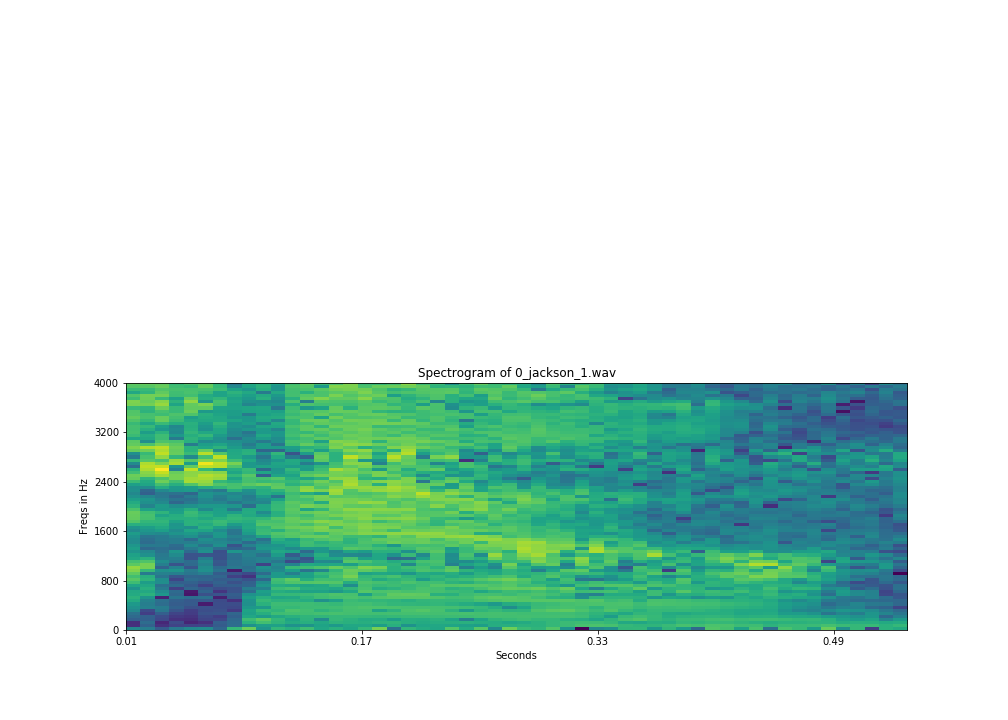 Spectrogram of 0_jackson_1.wav
4000
3200
2400
1600
800
0
Freqs in Hz
0.01 0.17 0.33 0.49
Seconds